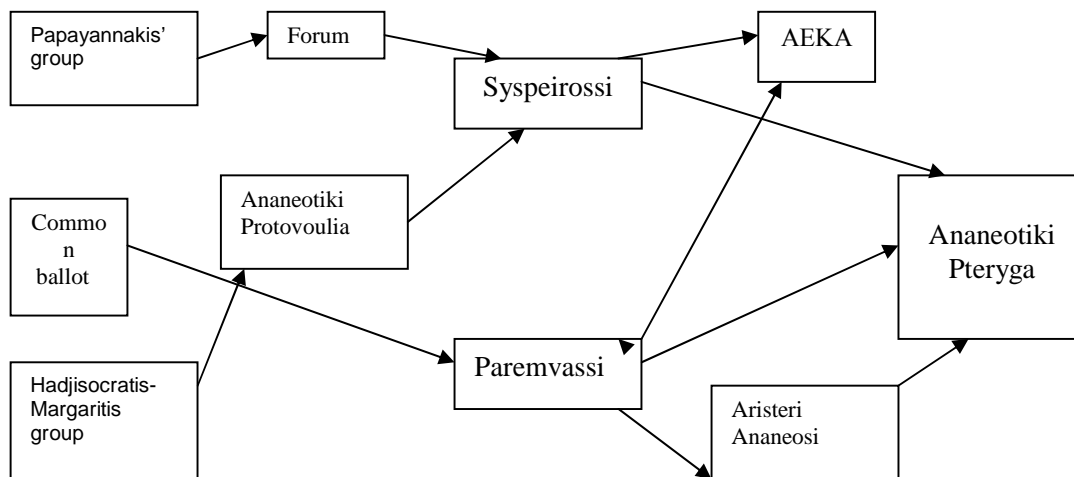 Papayannakis’
group
Forum
AEKA
Syspeirossi
Ananeotiki
Protovoulia
Commo
n
ballot
Ananeotiki
Pteryga
Hadjisocratis-
Margaritis
group
Paremvassi
Aristeri
Ananeosi